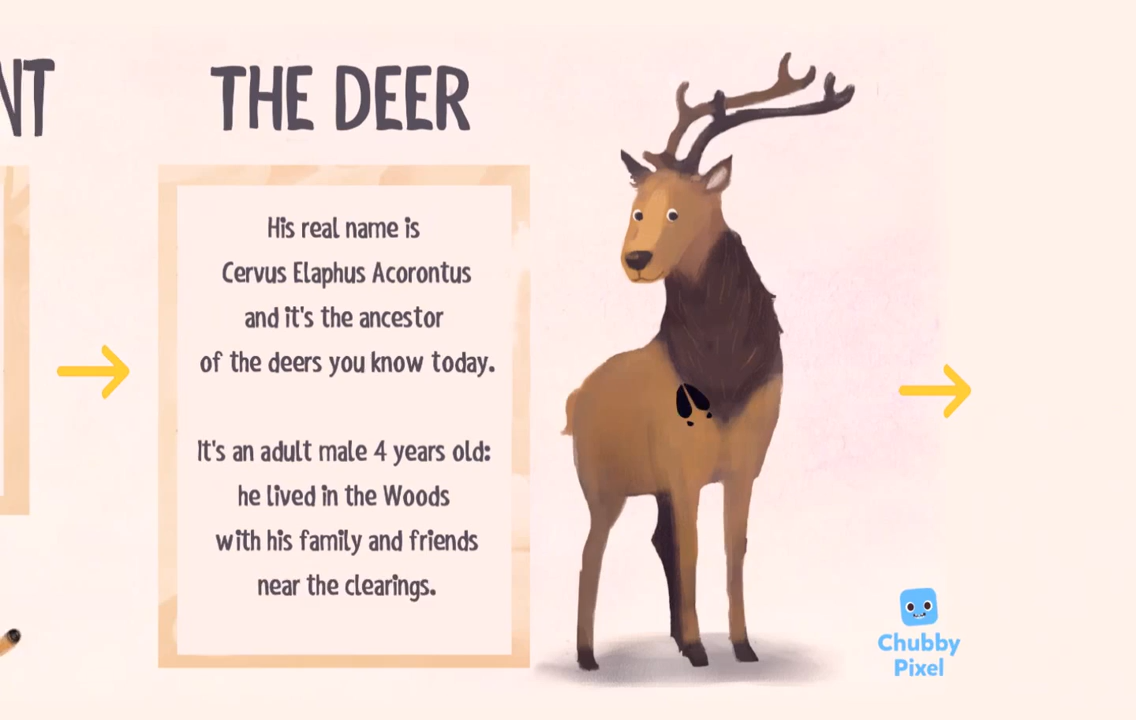 NT
THE DEER
His real name is
Cervus Elaphus Acorontus
and it's the ancestor
of the deers you know today.
It's an adult male 4 years old:
he lived in the Woods
with his family and friends
near the clearings.
Chubby
Pixel